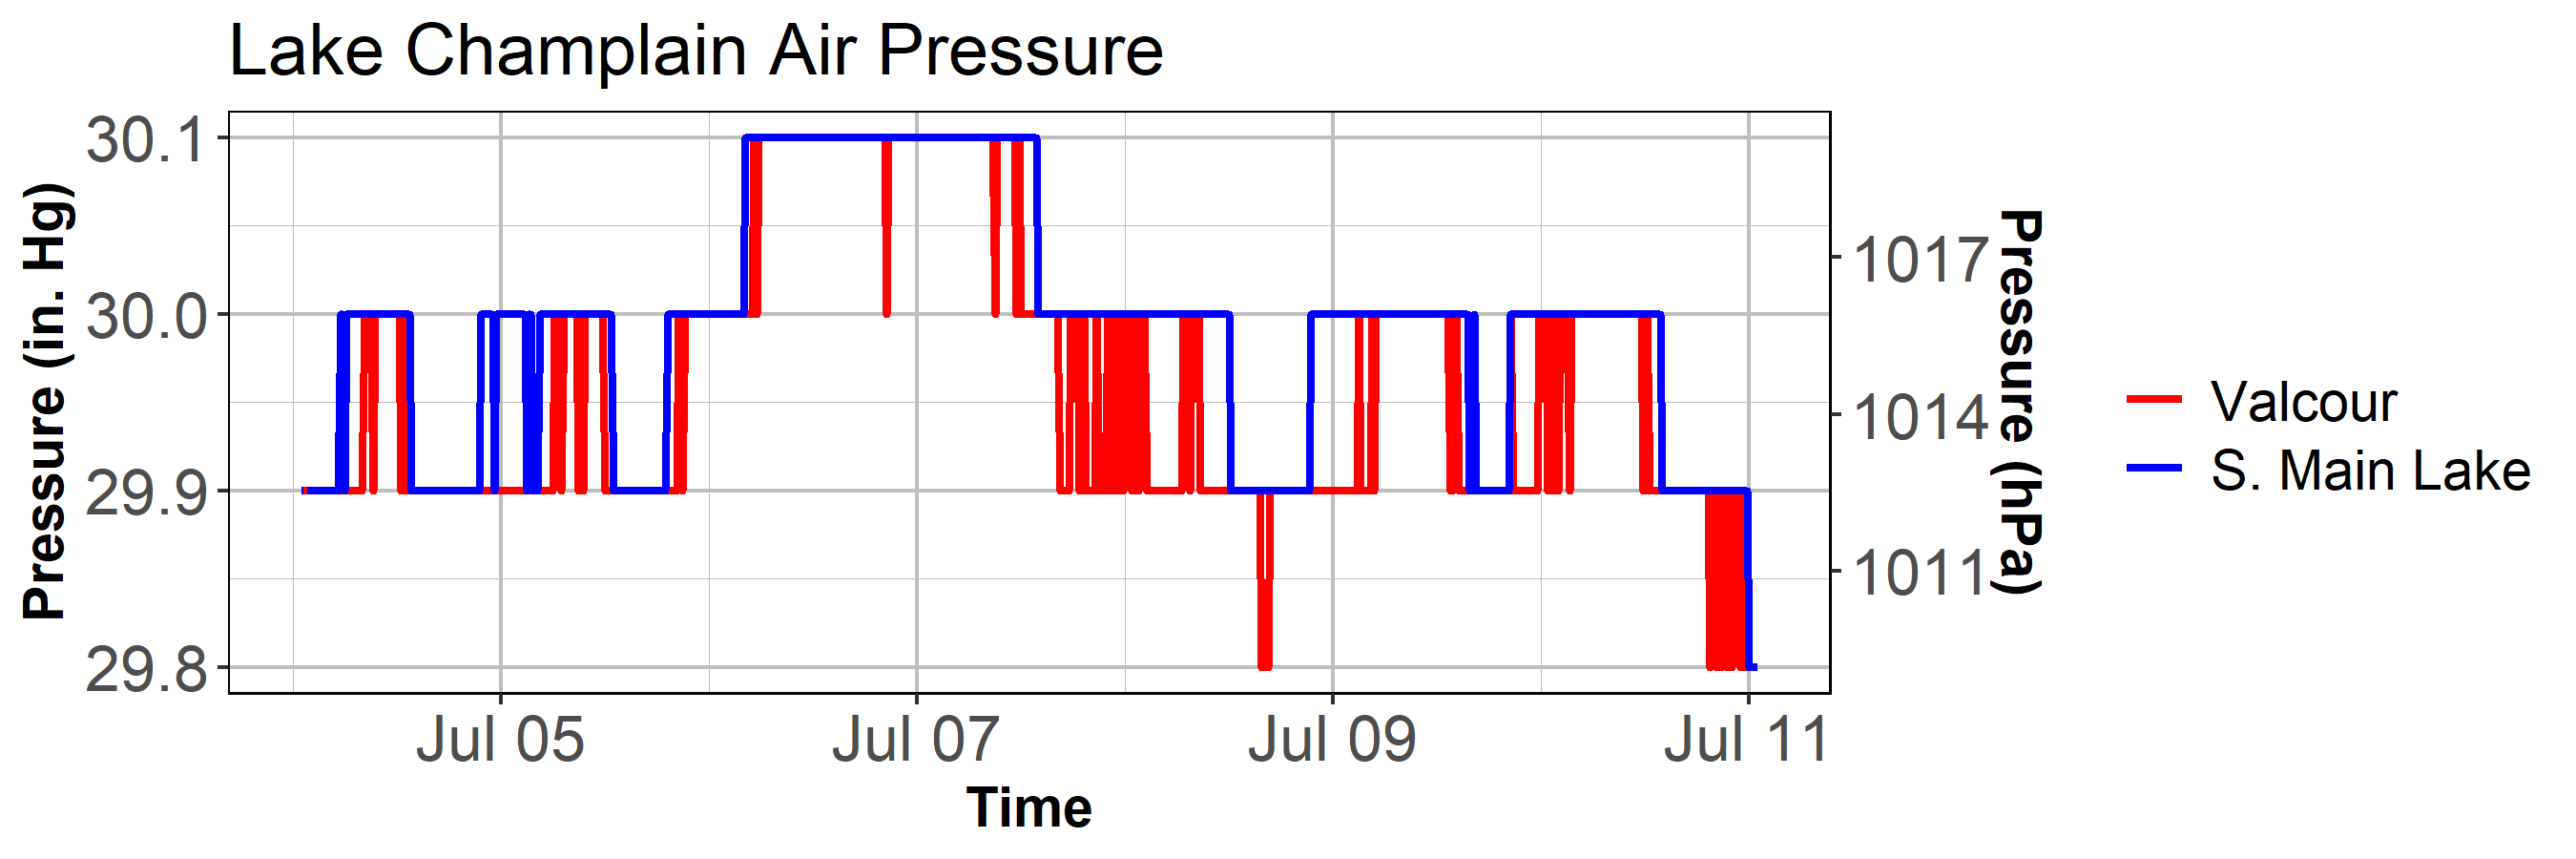 Lake Champlain Air Pressure
Pressure (in. Hg)
30.1
30.0
29.9
29.8
Jul 05
Jul 07
Jul 09
Jul 11
Time
1017
1014
1011
Pressure (hPa)
Valcour
S. Main Lake